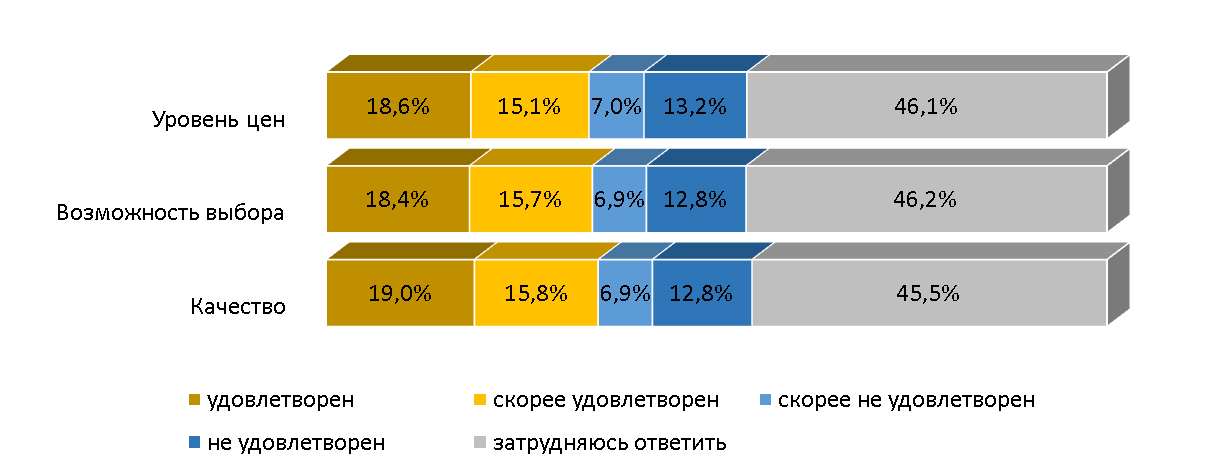 Уровень цен 18,6% 15,1% 7,0% 13,2% 46,1%
Возможность выбора 18,4% 15,7% 6,9% 12,8% 46,2%
Качество 19,0% 15,8% 6,9% 12,8% 45,5%
удовлетворен скорее удовлетворен скорее не удовлетворен
не удовлетворен затрудняюсь ответить